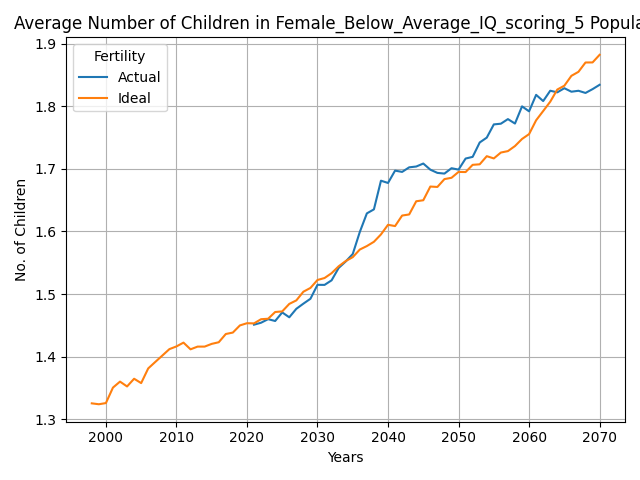 Average Number of Children in Female_Below_Average_IQ_scoring_5 Popula
1.9
1.8
1.7
1.6
1.5
1.4
1.3
No. of Children
Fertility
Actual
Ideal
2000 2010 2020 2030 2040 2050 2060 2070
Years